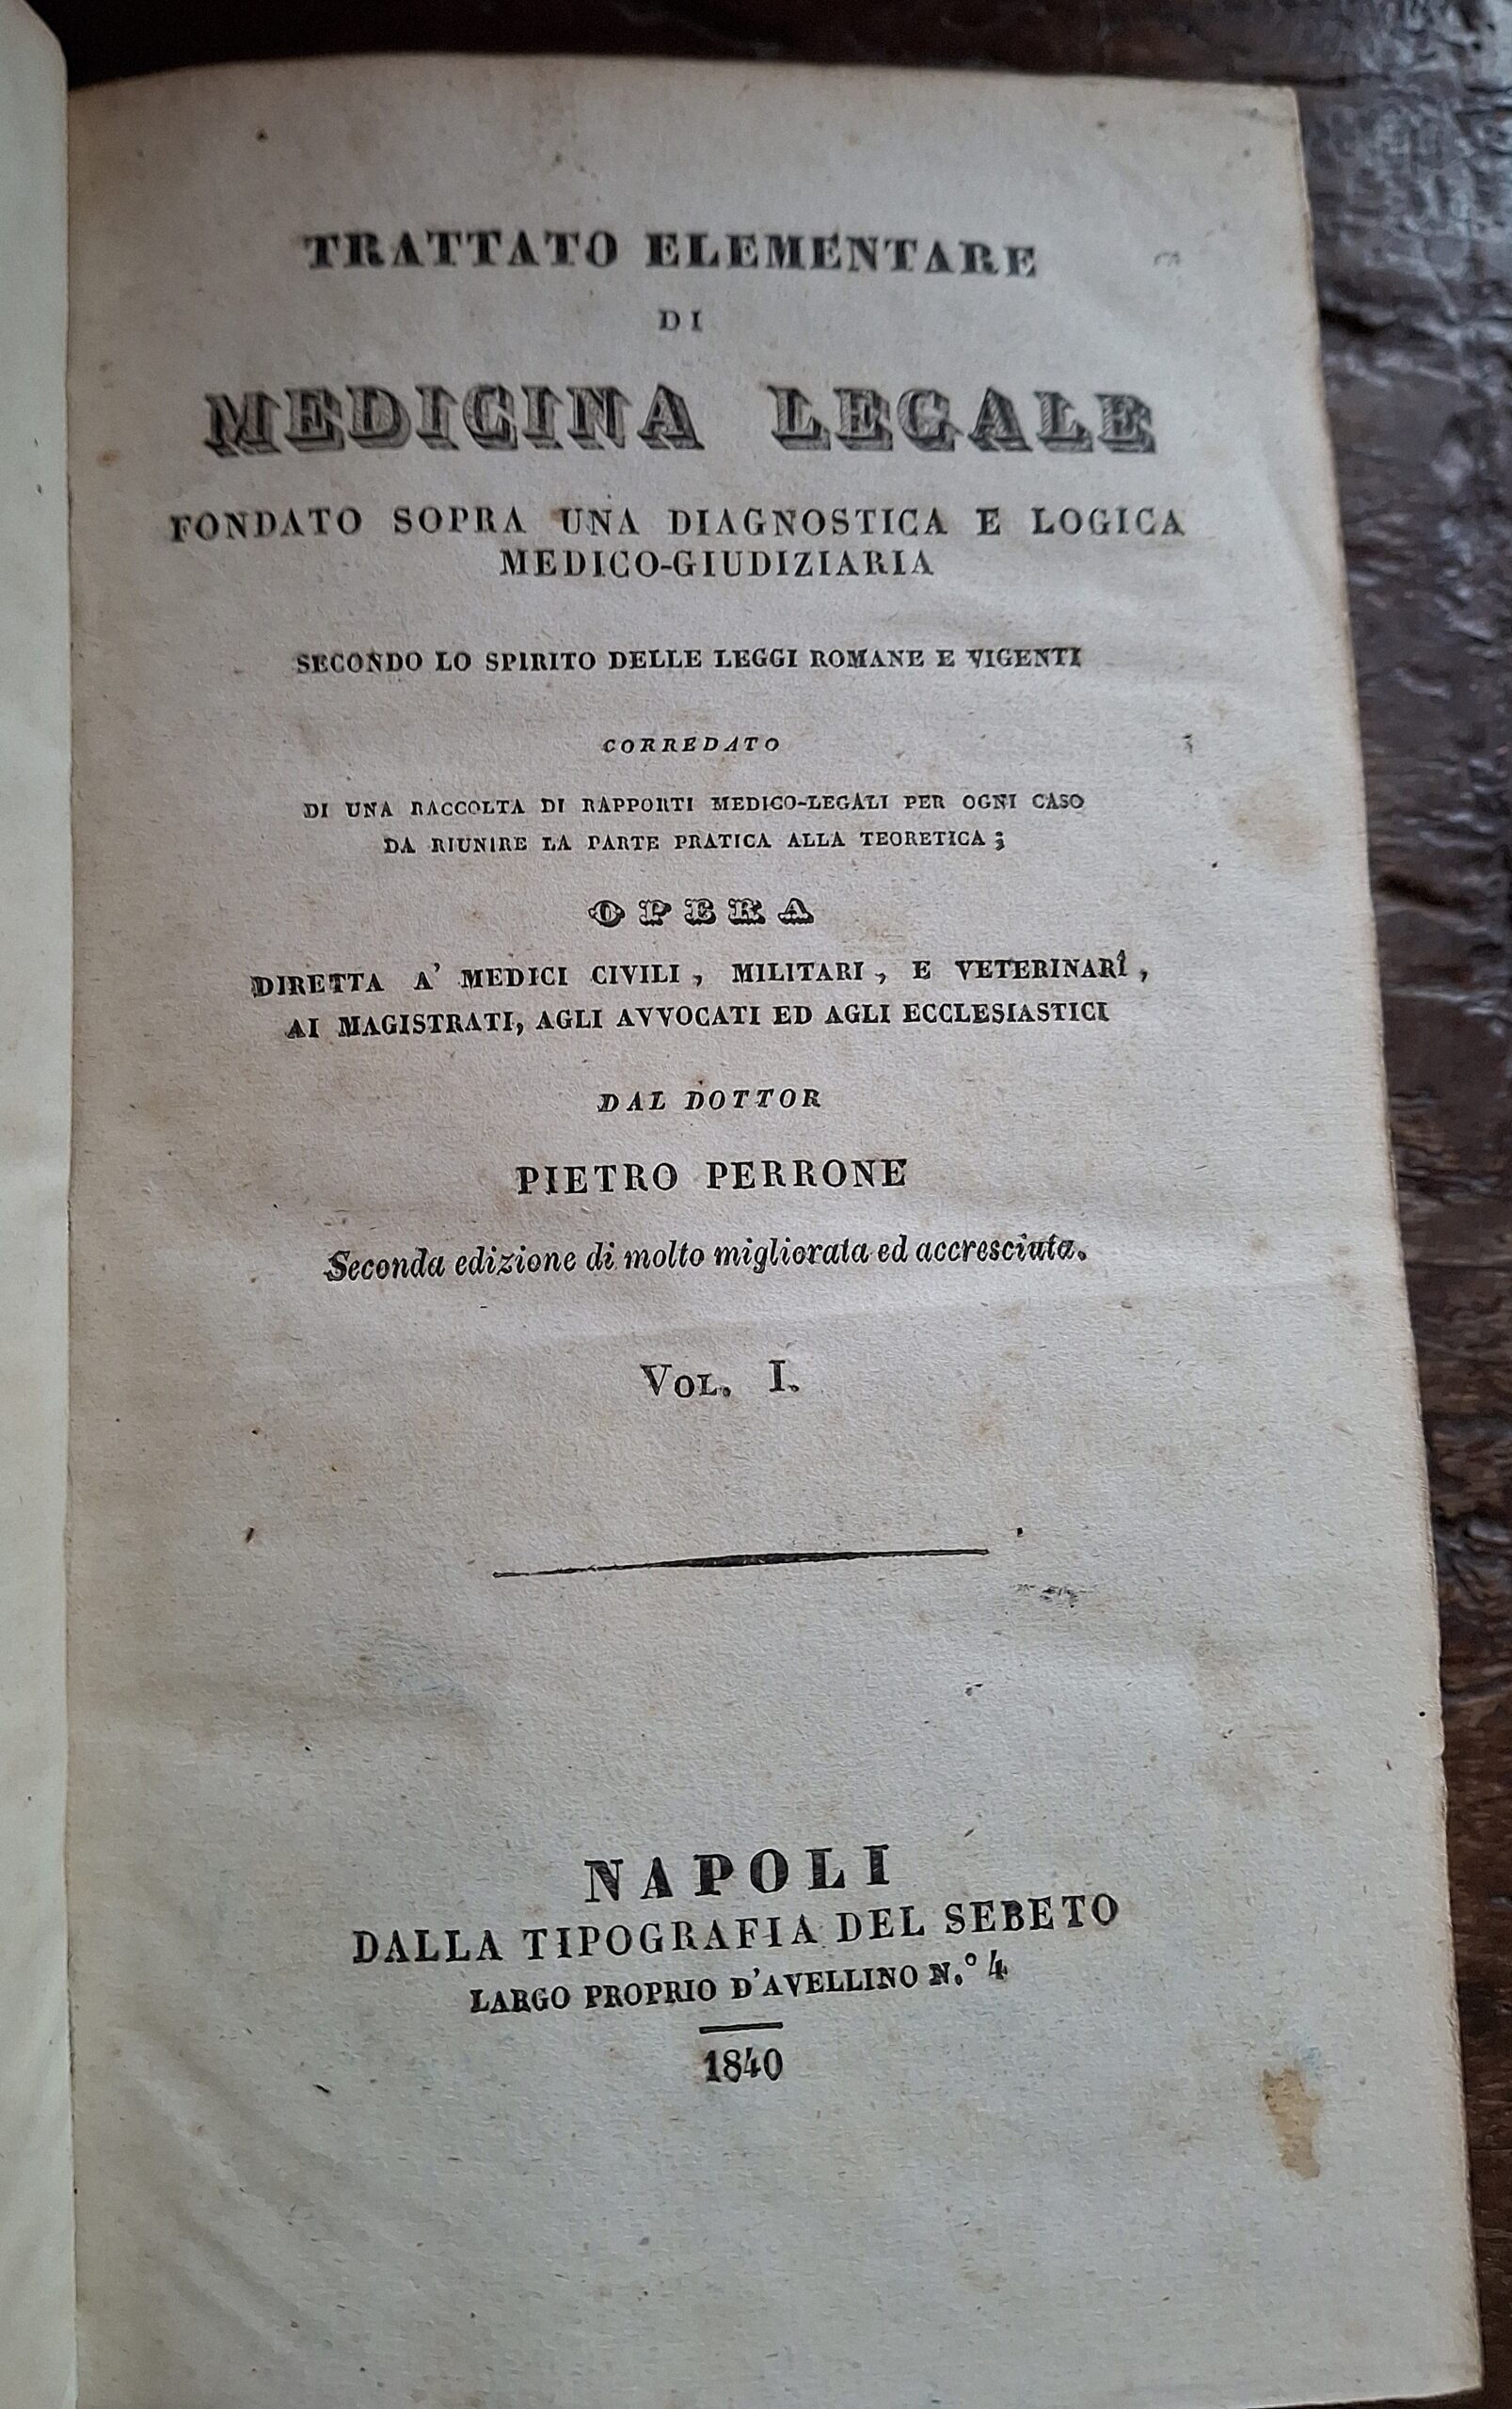 TRATTATO ELEMENTARE
DI
MEDICINA LEGALE
FONDATO SOPRA UNA DIAGNOSTICA E LOGICA
MEDICO-GIUDIZIARIA
SECONDO LO SPIRITO DELLE LEGGI ROMANE E VIGENTI
CORREDATO
DI UNA RACCOLTA DI RAPPORTI MEDICO-LEGALI PER OGNI CASO
DA RIUNIRE LA PARTE PRATICA ALLA TEORETICA;
OPERA
DIRETTA A' MEDICI CIVILI, MILITARI, E VETERINARÎ,
AI MAGISTRATI, AGLI AVVOCATI ED AGLI ECCLESIASTICI
DAL DOTTOR
PIETRO PERRONE
Seconda edizione di molto migliorata ed accresciuta.
VOL. I.
NAPOLI
DALLA TIPOGRAFIA DEL SEBETO
LARGO PROPRIO D'AVELLINO N.° 4
1840